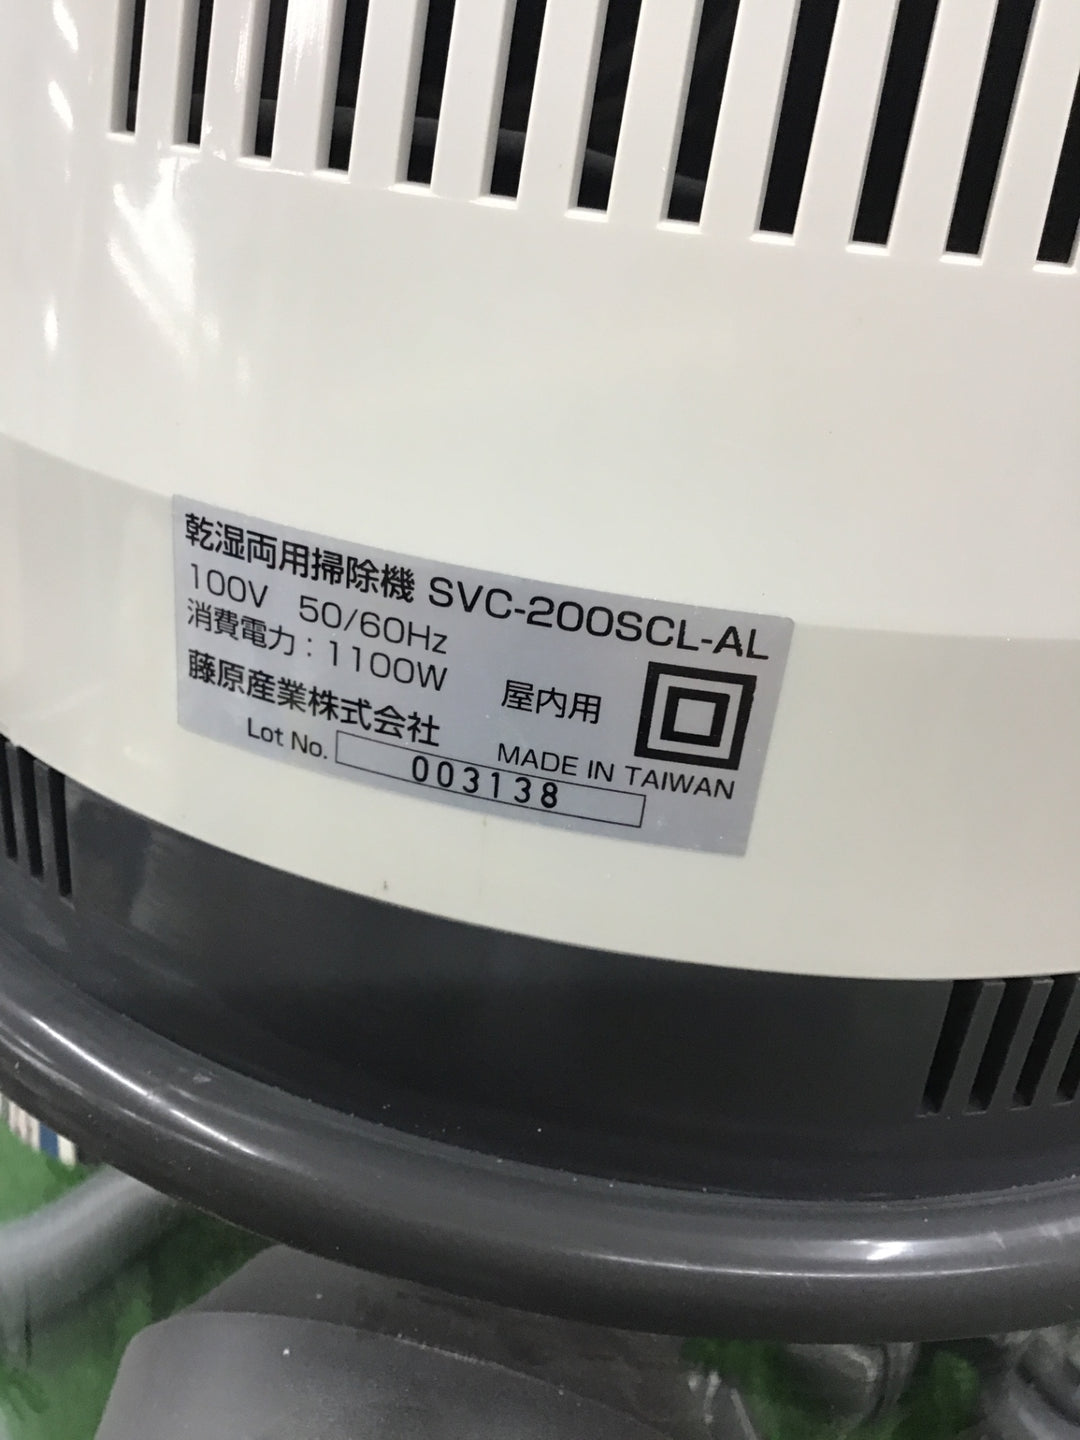 乾湿両用掃除機 SVC-200SCL-AL
100V 50/60Hz
消費電力：1100W
屋内用
藤原産業株式会社
MADE IN TAIWAN
Lot No. 003138